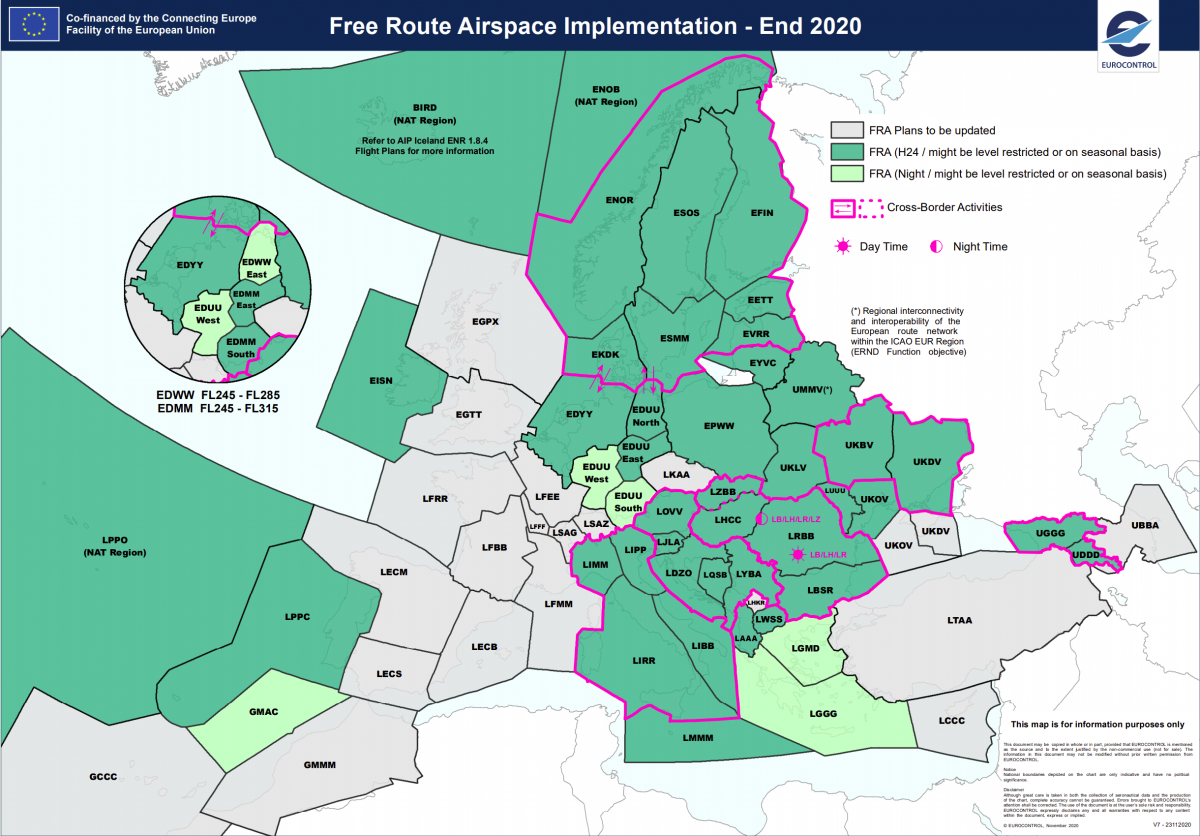 Co-financed by the Connecting Europe
Facility of the European Union
Free Route Airspace Implementation - End 2020
EUROCONTROL
BIRD
(NAT Region)
Refer to AIP Iceland ENR 1.8.4
Flight Plans for more information
ENOB
(NAT Region)
FRA Plans to be updated
FRA (H24 / might be level restricted or on seasonal basis)
FRA (Night / might be level restricted or on seasonal basis)
Cross-Border Activities
Day Time
Night Time
(*) Regional interconnectivity
and interoperability of the
European route network
within the ICAO EUR Region
(ERND Function objective)
EDYY
EDWW
East
EDMM
East
EDUU
West
EDMM
South
EDWW FL245 - FL285
EDMM FL245 - FL315
ENOR
ESOS
EFIN
EETT
EVRR
EYVC
ESMM
EKDK
UMMV(*)
EGPX
EISN
EGTT
EDYY
EDUU
North
EPWW
EDUU
East
EDUU
West
LKAA
UKLV
UKBV
UKDV
EDUU
South
LZBB
LUUU
UKOV
LFRR
LFEE
LFFF
LSAZ
LSAG
LOVV
LHCC
LB/LH/LR/LZ
LRBB
LB/LH/LR
UKOV
UKDV
UGGG
UDDD
UBBA
LPPO
(NAT Region)
LFBB
LIPP
LJLA
LIMM
LDZO
LQSB
LYBA
LBSR
LECM
LFMM
LHKR
LWSS
LAAA
LPPC
LECB
LIRR
LIBB
LGMD
LTAA
LECS
GMAC
LGGG
LCCC
LMMM
GCCC
GMMM
This map is for information purposes only
This document may be copied in whole or in part, provided that EUROCONTROL is mentioned
as the source and to the extent justified by the non-commercial use (not for sale). The
information in this document may not be modified without prior written permission from
EUROCONTROL.
Notice
National boundaries depicted on the chart are only indicative and have no political
significance
Disclaimer
Although great care is taken in both the collection of aeronautical data and the production
of the chart, complete accuracy cannot be guaranteed. Errors brought to EUROCONTROL's
attention shall be corrected. The use of the document is at the user's sole risk and responsibility.
EUROCONTROL expressly disclaims any and all warranties with respect to any content
within the document, express or implied.
© EUROCONTROL, November 2020
V7 - 23112020